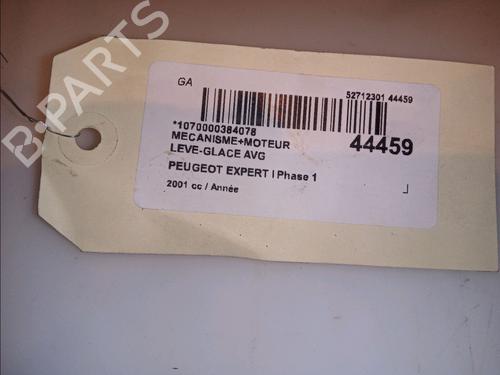 B-PARTS
GA
52712301 44459
*1070000384078
MECANISME+MOTEUR
LEVE-GLACE AVG
44459
PEUGEOT EXPERT I Phase 1
2001 cc / Année